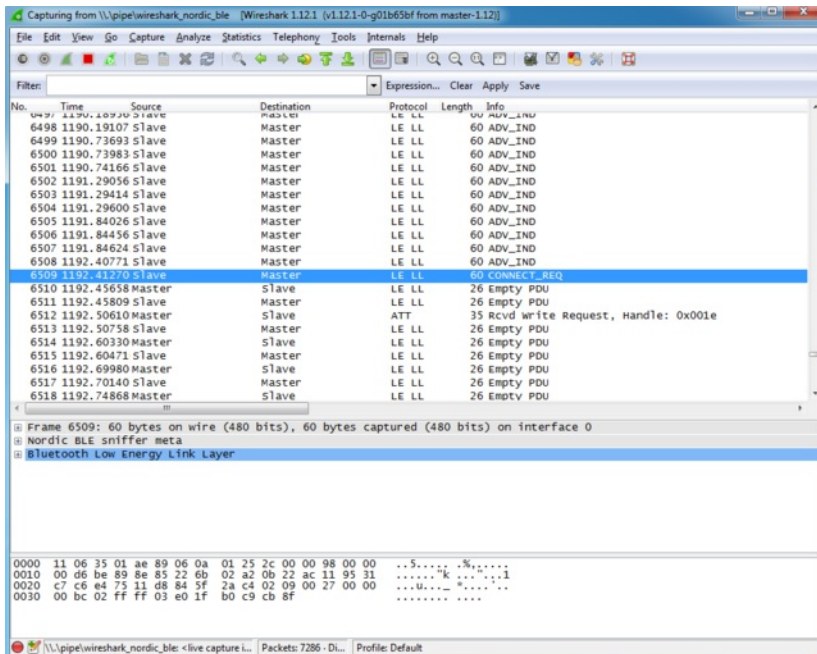 Capturing from \\.\pipe\wireshark_nordic_ble [Wireshark 1.12.1 (v1.12.1-0-g01b65bf from master-1.12)]
File Edit View Go Capture Analyze Statistics Telephony Tools Internals Help
Filter: Expression... Clear Apply Save
No. Time Source Destination Protocol Length Info
6497 1190.18936 Slave Master LE LL 60 ADV_IND
6498 1190.19107 Slave Master LE LL 60 ADV_IND
6499 1190.73693 Slave Master LE LL 60 ADV_IND
6500 1190.73983 Slave Master LE LL 60 ADV_IND
6501 1190.74166 Slave Master LE LL 60 ADV_IND
6502 1191.29056 Slave Master LE LL 60 ADV_IND
6503 1191.29414 Slave Master LE LL 60 ADV_IND
6504 1191.29600 Slave Master LE LL 60 ADV_IND
6505 1191.84026 Slave Master LE LL 60 ADV_IND
6506 1191.84456 Slave Master LE LL 60 ADV_IND
6507 1191.84624 Slave Master LE LL 60 ADV_IND
6508 1192.40771 Slave Master LE LL 60 ADV_IND
6509 1192.41270 Slave Master LE LL 60 CONNECT_REQ
6510 1192.45658 Master Slave LE LL 26 Empty PDU
6511 1192.45809 Slave Master LE LL 26 Empty PDU
6512 1192.50610 Master Slave ATT 35 Rcvd Write Request, Handle: 0x001e
6513 1192.50758 Slave Master LE LL 26 Empty PDU
6514 1192.60330 Master Slave LE LL 26 Empty PDU
6515 1192.60471 Slave Master LE LL 26 Empty PDU
6516 1192.69980 Master Slave LE LL 26 Empty PDU
6517 1192.70140 Slave Master LE LL 26 Empty PDU
6518 1192.74868 Master Slave LE LL 26 Empty PDU
Frame 6509: 60 bytes on wire (480 bits), 60 bytes captured (480 bits) on interface 0
Nordic BLE sniffer meta
Bluetooth Low Energy Link Layer
0000 11 06 35 01 ae 89 06 0a 01 25 2c 00 00 98 00 00 ..5..... .%,.....
0010 00 d6 be 89 8e 85 22 6b 02 a2 0b 22 ac 11 95 31 ......"k ..."...1
0020 c7 c6 e4 75 11 d8 84 5f 2a c4 02 09 00 27 00 00 ...u..._ *....'..
0030 00 bc 02 ff ff 03 e0 1f b0 c9 cb 8f ........ ....
\\.\pipe\wireshark_nordic_ble: <live capture i... Packets: 7286 · Di... Profile: Default